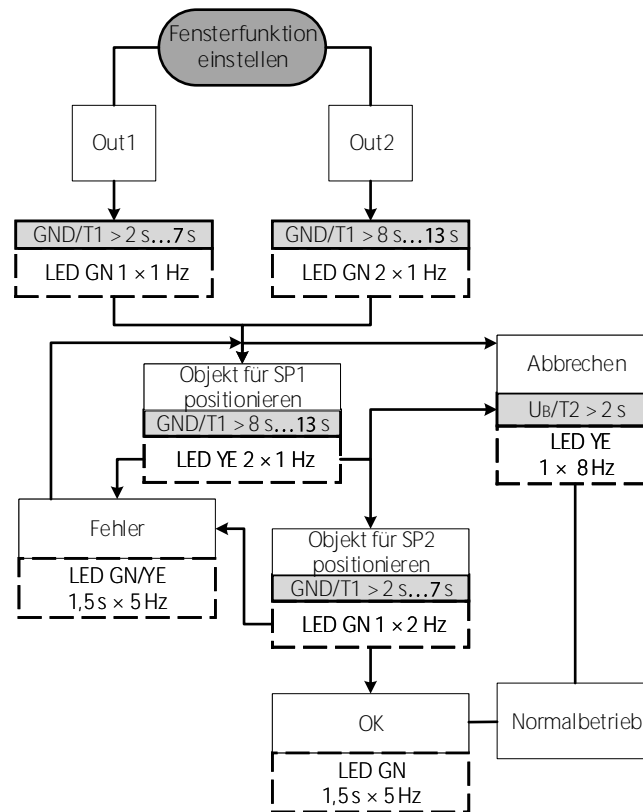 Fensterfunktion
einstellen
Out1
Out2
GND/T1 > 2 s...7 s
LED GN 1 × 1 Hz
GND/T1 > 8 s...13 s
LED GN 2 × 1 Hz
Objekt für SP1
positionieren
GND/T1 > 8 s...13 s
LED YE 2 × 1 Hz
Abbrechen
UB/T2 > 2 s
LED YE
1 × 8 Hz
Fehler
LED GN/YE
1,5 s × 5 Hz
Objekt für SP2
positionieren
GND/T1 > 2 s...7 s
LED GN 1 × 2 Hz
OK
LED GN
1,5 s × 5 Hz
Normalbetrieb